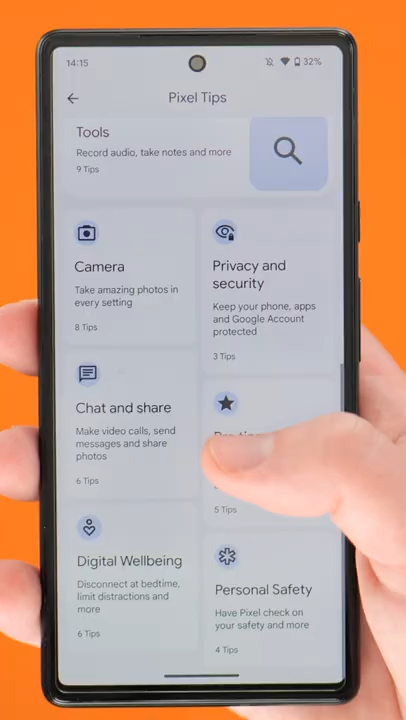 14:15
32%
Pixel Tips
Tools
Record audio, take notes and more
9 Tips
Camera
Take amazing photos in
every setting
8 Tips
Privacy and
security
Keep your phone, apps
and Google Account
protected
3 Tips
Chat and share
Make video calls, send
messages and share
photos
6 Tips
5 Tips
Digital Wellbeing
Disconnect at bedtime,
limit distractions and
more
6 Tips
Personal Safety
Have Pixel check on
your safety and more
4 Tips